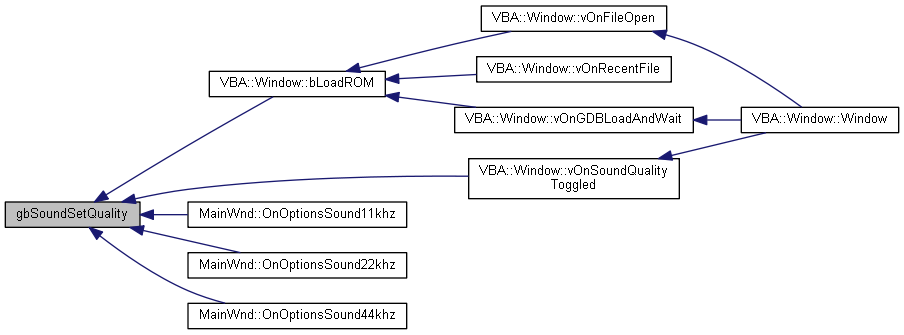 VBA::Window::vOnFileOpen
VBA::Window::bLoadROM
VBA::Window::vOnRecentFile
VBA::Window::vOnGDBLoadAndWait
VBA::Window::Window
VBA::Window::vOnSoundQuality
Toggled
gbSoundSetQuality
MainWnd::OnOptionsSound11khz
MainWnd::OnOptionsSound22khz
MainWnd::OnOptionsSound44khz